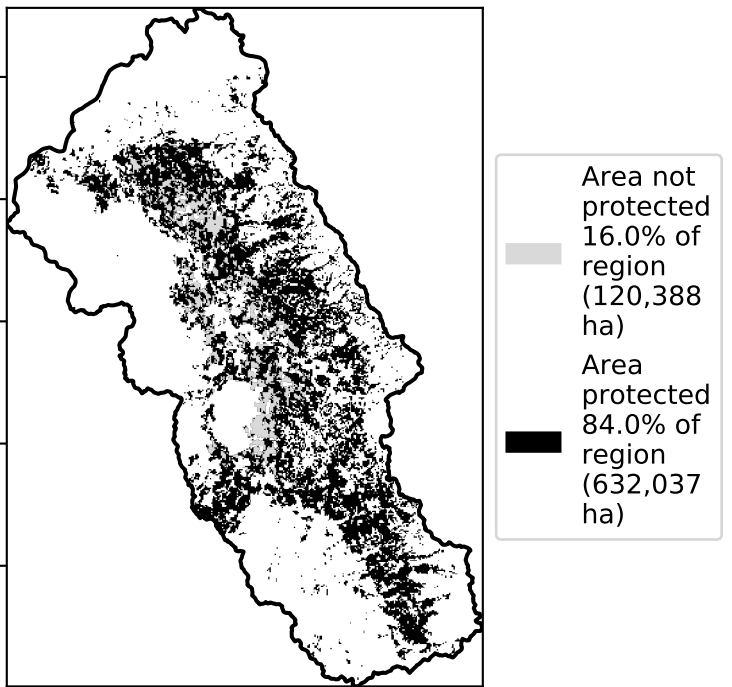 Area not
protected
16.0% of
region
(120,388
ha)
Area
protected
84.0% of
region
(632,037
ha)